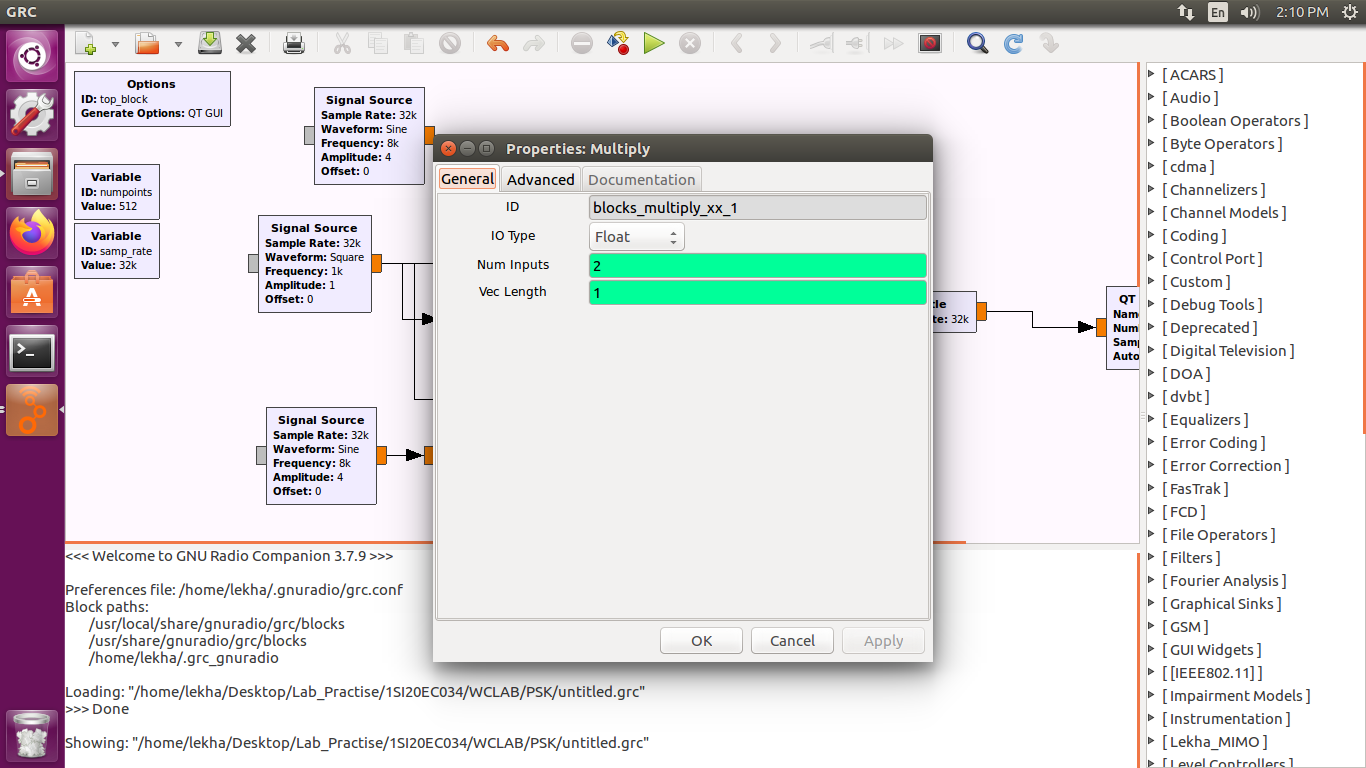 GRC
En
2:10 PM
Options
ID: top_block
Generate Options: QT GUI
Variable
ID: numpoints
Value: 512
Variable
ID: samp_rate
Value: 32k
Signal Source
Sample Rate: 32k
Waveform: Sine
Frequency: 8k
Amplitude: 4
Offset: 0
Signal Source
Sample Rate: 32k
Waveform: Square
Frequency: 1k
Amplitude: 1
Offset: 0
Signal Source
Sample Rate: 32k
Waveform: Sine
Frequency: 8k
Amplitude: 4
Offset: 0
Properties: Multiply
General
Advanced
Documentation
ID
blocks_multiply_xx_1
IO Type
Float
Num Inputs
2
Vec Length
1
OK
Cancel
Apply
tle
te: 32k
QT
Name
Num
Samp
Auto
<<< Welcome to GNU Radio Companion 3.7.9 >>>
Preferences file: /home/lekha/.gnuradio/grc.conf
Block paths:
/usr/local/share/gnuradio/grc/blocks
/usr/share/gnuradio/grc/blocks
/home/lekha/.grc_gnuradio
Loading: "/home/lekha/Desktop/Lab_Practise/1SI20EC034/WCLAB/PSK/untitled.grc"
>>> Done
Showing: "/home/lekha/Desktop/Lab_Practise/1SI20EC034/WCLAB/PSK/untitled.grc"
[ ACARS ]
[ Audio ]
[ Boolean Operators ]
[ Byte Operators ]
[ cdma ]
[ Channelizers ]
[ Channel Models ]
[ Coding ]
[ Control Port ]
[ Custom ]
[ Debug Tools ]
[ Deprecated ]
[ Digital Television ]
[ DOA ]
[ dvbt ]
[ Equalizers ]
[ Error Coding ]
[ Error Correction ]
[ FasTrak ]
[ FCD ]
[ File Operators ]
[ Filters ]
[ Fourier Analysis ]
[ Graphical Sinks ]
[ GSM ]
[ GUI Widgets ]
[ [IEEE802.11] ]
[ Impairment Models ]
[ Instrumentation ]
[ Lekha_MIMO ]
[ Level Controllers ]